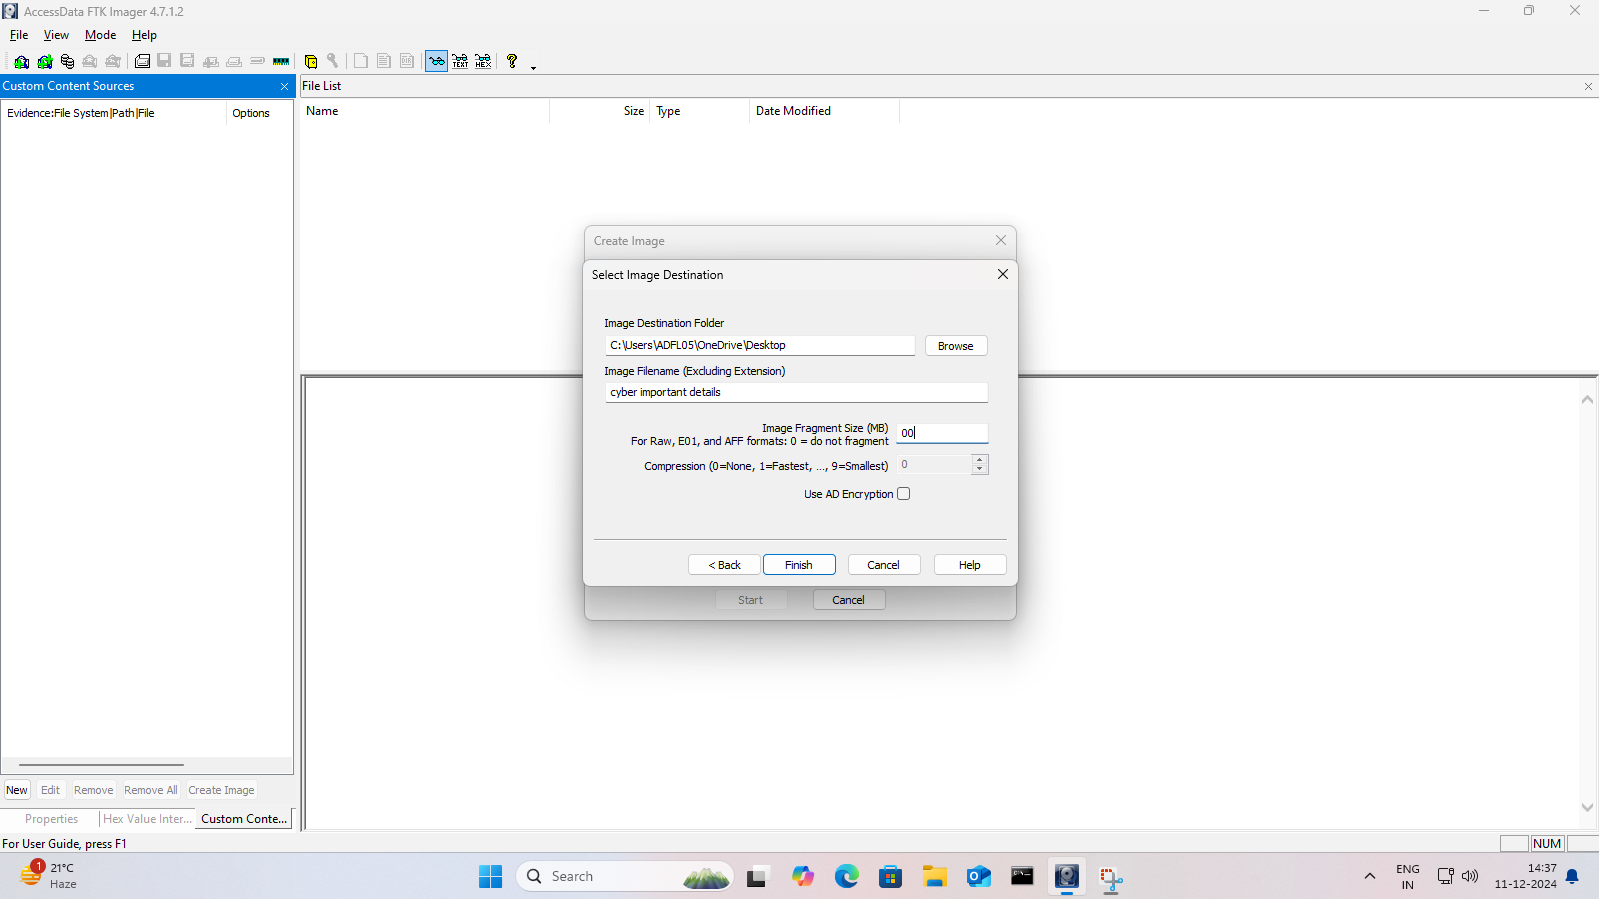 AccessData FTK Imager 4.7.1.2
File View Mode Help
TEXT HEX ?
Custom Content Sources
File List
Evidence:File System|Path|File Options
Name Size Type Date Modified
Create Image
Select Image Destination
Image Destination Folder
C:\Users\ADFL05\OneDrive\Desktop
Browse
Image Filename (Excluding Extension)
cyber important details
Image Fragment Size (MB)
For Raw, E01, and AFF formats: 0 = do not fragment
00
Compression (0=None, 1=Fastest, ..., 9=Smallest) 0
Use AD Encryption
< Back Finish Cancel Help
Start Cancel
New Edit Remove Remove All Create Image
Properties Hex Value Inter... Custom Conte...
For User Guide, press F1
NUM
1
21°C
Haze
Search
ENG
IN
14:37
11-12-2024